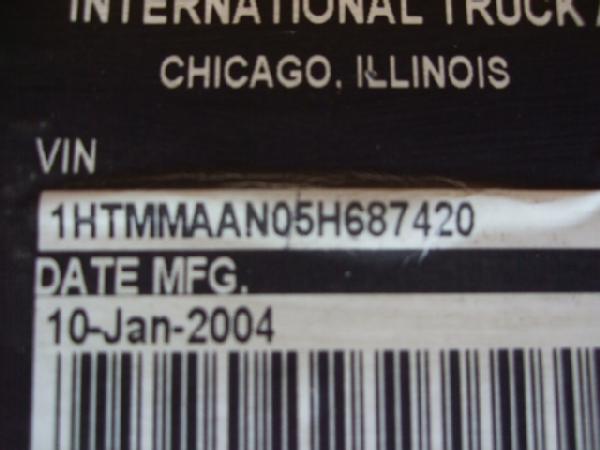 INTERNATIONAL TRUCK
CHICAGO, ILLINOIS
VIN
1HTMMAAN05H687420
DATE MFG.
10-Jan-2004